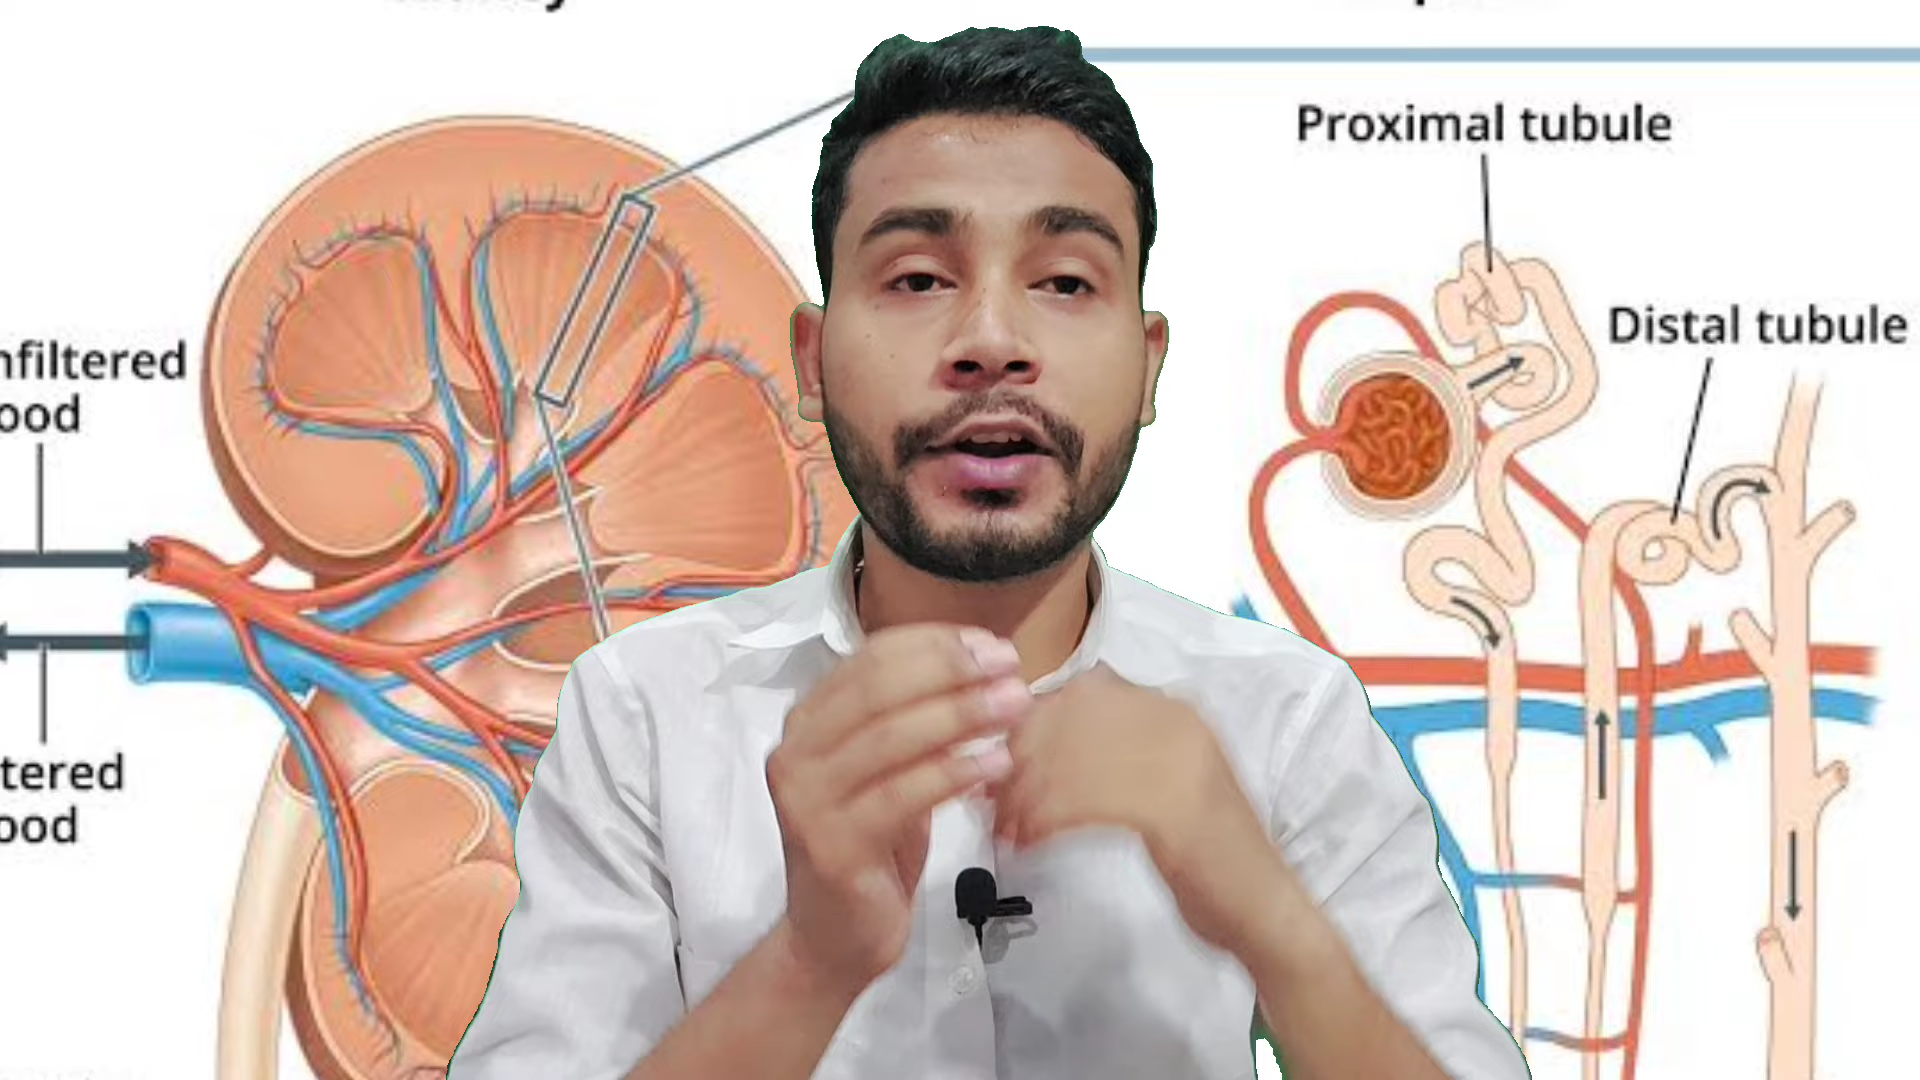 Proximal tubule
Distal tubule
nfiltered
ood
tered
ood